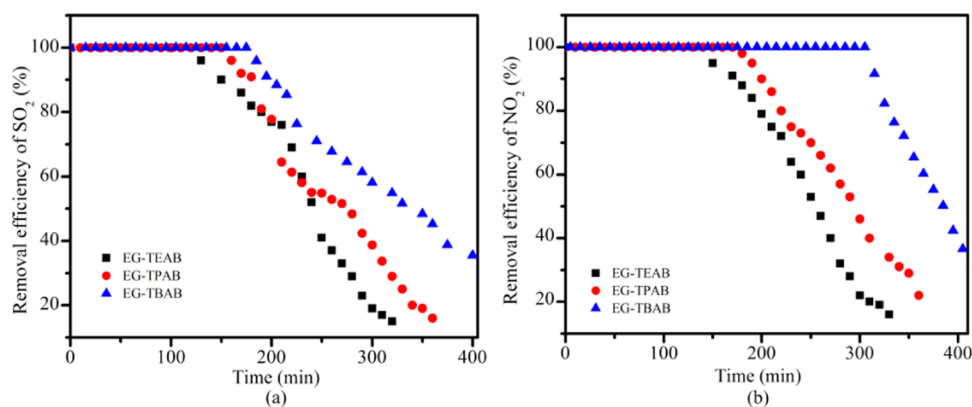 Removal efficiency of SO2 (%)
100
80
60
40
20
EG-TEAB
EG-TPAB
EG-TBAB
0
100
200
300
400
Time (min)
(a)
Removal efficiency of NO2 (%)
100
80
60
40
20
EG-TEAB
EG-TPAB
EG-TBAB
0
100
200
300
400
Time (min)
(b)